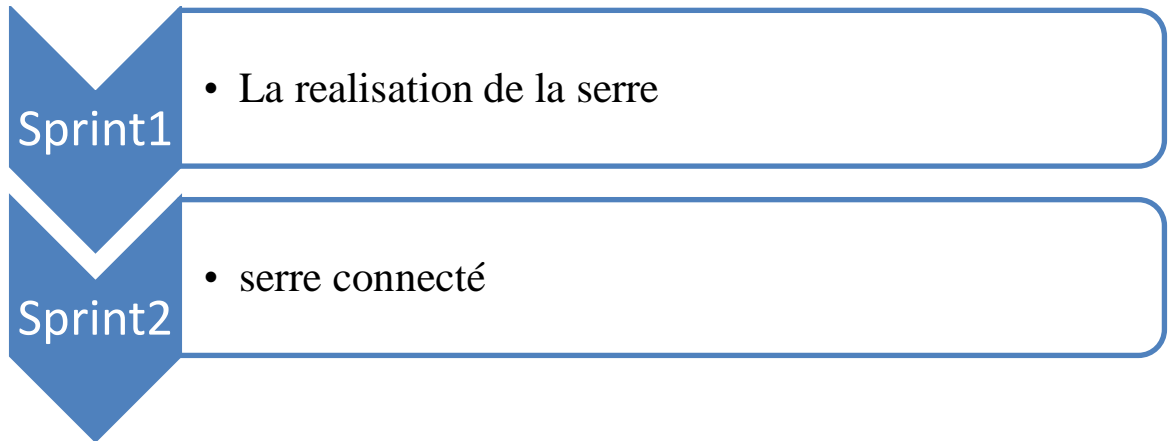 Sprint1
• La realisation de la serre
Sprint2
• serre connecté